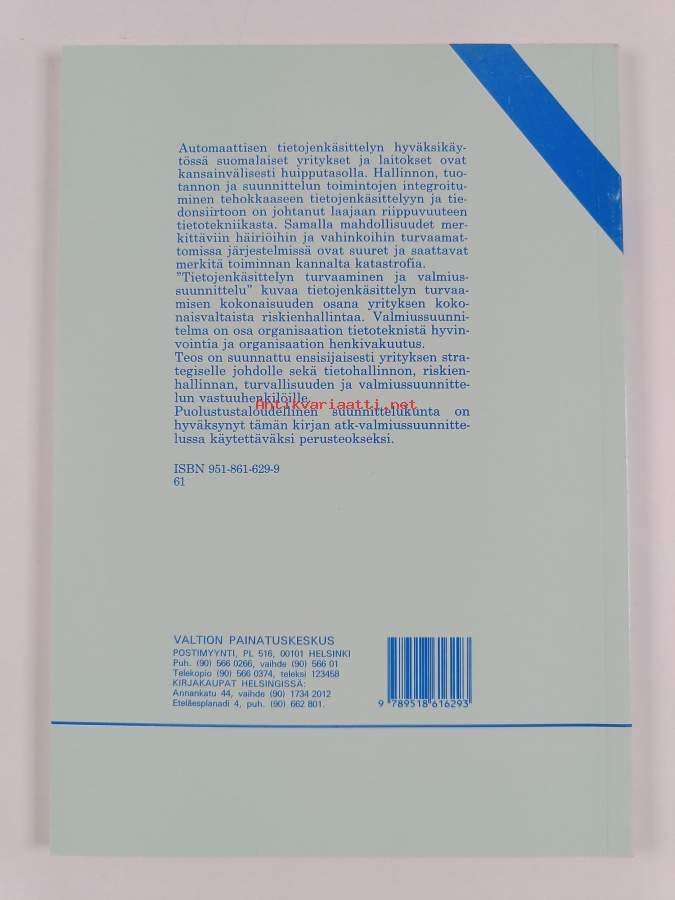 Automaattisen tietojenkäsittelyn hyväksikäy-
tössä suomalaiset yritykset ja laitokset ovat
kansainvälisesti huipputasolla. Hallinnon, tuo-
tannon ja suunnittelun toimintojen integroitu-
minen tehokkaaseen tietojenkäsittelyyn ja tie-
donsiirtoon on johtanut laajaan riippuvuuteen
tietotekniikasta. Samalla mahdollisuudet mer-
kittäviin häiriöihin ja vahinkoihin turvaamat-
tomissa järjestelmissä ovat suuret ja saattavat
merkitä toiminnan kannalta katastrofia.
"Tietojenkäsittelyn turvaaminen ja valmius-
suunnittelu" kuvaa tietojenkäsittelyn turvaa-
misen kokonaisuuden osana yrityksen koko-
naisvaltaista riskienhallintaa. Valmiussuunni-
telma on osa organisaation tietoteknistä hyvin-
vointia ja organisaation henkivakuutus.
Teos on suunnattu ensisijaisesti yrityksen stra-
tegiselle johdolle sekä tietohallinnon, riskien-
hallinnan, turvallisuuden ja valmiussuunnitte-
lun vastuuhenkilöille.
Antikvariaatti.net
Puolustustaloudellinen suunnittelukunta on
hyväksynyt tämän kirjan atk-valmiussuunnitte-
lussa käytettäväksi perusteokseksi.
ISBN 951-861-629-9
61
VALTION PAINATUSKESKUS
POSTIMYYNTI, PL 516, 00101 HELSINKI
Puh. (90) 566 0266, vaihde (90) 566 01
Telekopio (90) 566 0374, teleksi 123458
KIRJAKAUPAT HELSINGISSÄ:
Annankatu 44, vaihde (90) 1734 2012
Eteläesplanadi 4, puh. (90) 662 801.
9 789518 616293